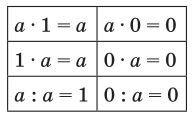 a · 1 = a a · 0 = 0
1 · a = a 0 · a = 0
a : a = 1 0 : a = 0